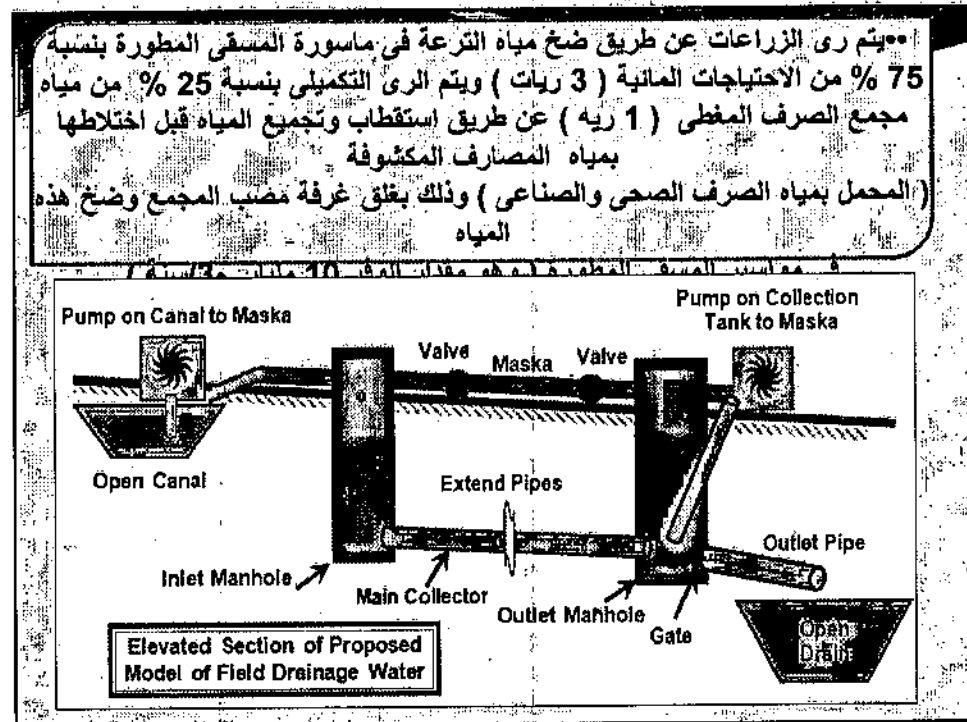 ••يتم رى الزراعات عن طريق ضخ مياه الترعة فى ماسورة المسقى المطورة بنسبة
75 % من الاحتياجات المائية ( 3 ريات ) ويتم الرى التكميلى بنسبة 25 % من مياه
مجمع الصرف المغطى ( 1 ريه ) عن طريق استقطاب وتجميع المياه قبل اختلاطها
بمياه المصارف المكشوفة
( المحمل بمياه الصرف الصحى والصناعى ) وذلك بغلق غرفة مصب المجمع وضخ هذه
المياه
Pump on Canal to Maska
Pump on Collection
Tank to Maska
Valve
Maska
Valve
Open Canal
Extend Pipes
Outlet Pipe
Inlet Manhole
Main Collector
Outlet Manhole
Gate
Open
Drain
Elevated Section of Proposed
Model of Field Drainage Water